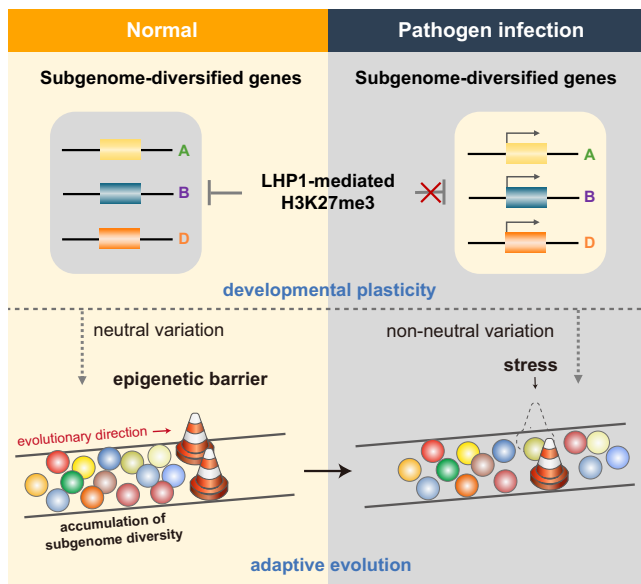 Normal
Pathogen infection
Subgenome-diversified genes
Subgenome-diversified genes
A
B
D
LHP1-mediated
H3K27me3
A
B
D
developmental plasticity
neutral variation
non-neutral variation
epigenetic barrier
stress
evolutionary direction
accumulation of
subgenome diversity
adaptive evolution